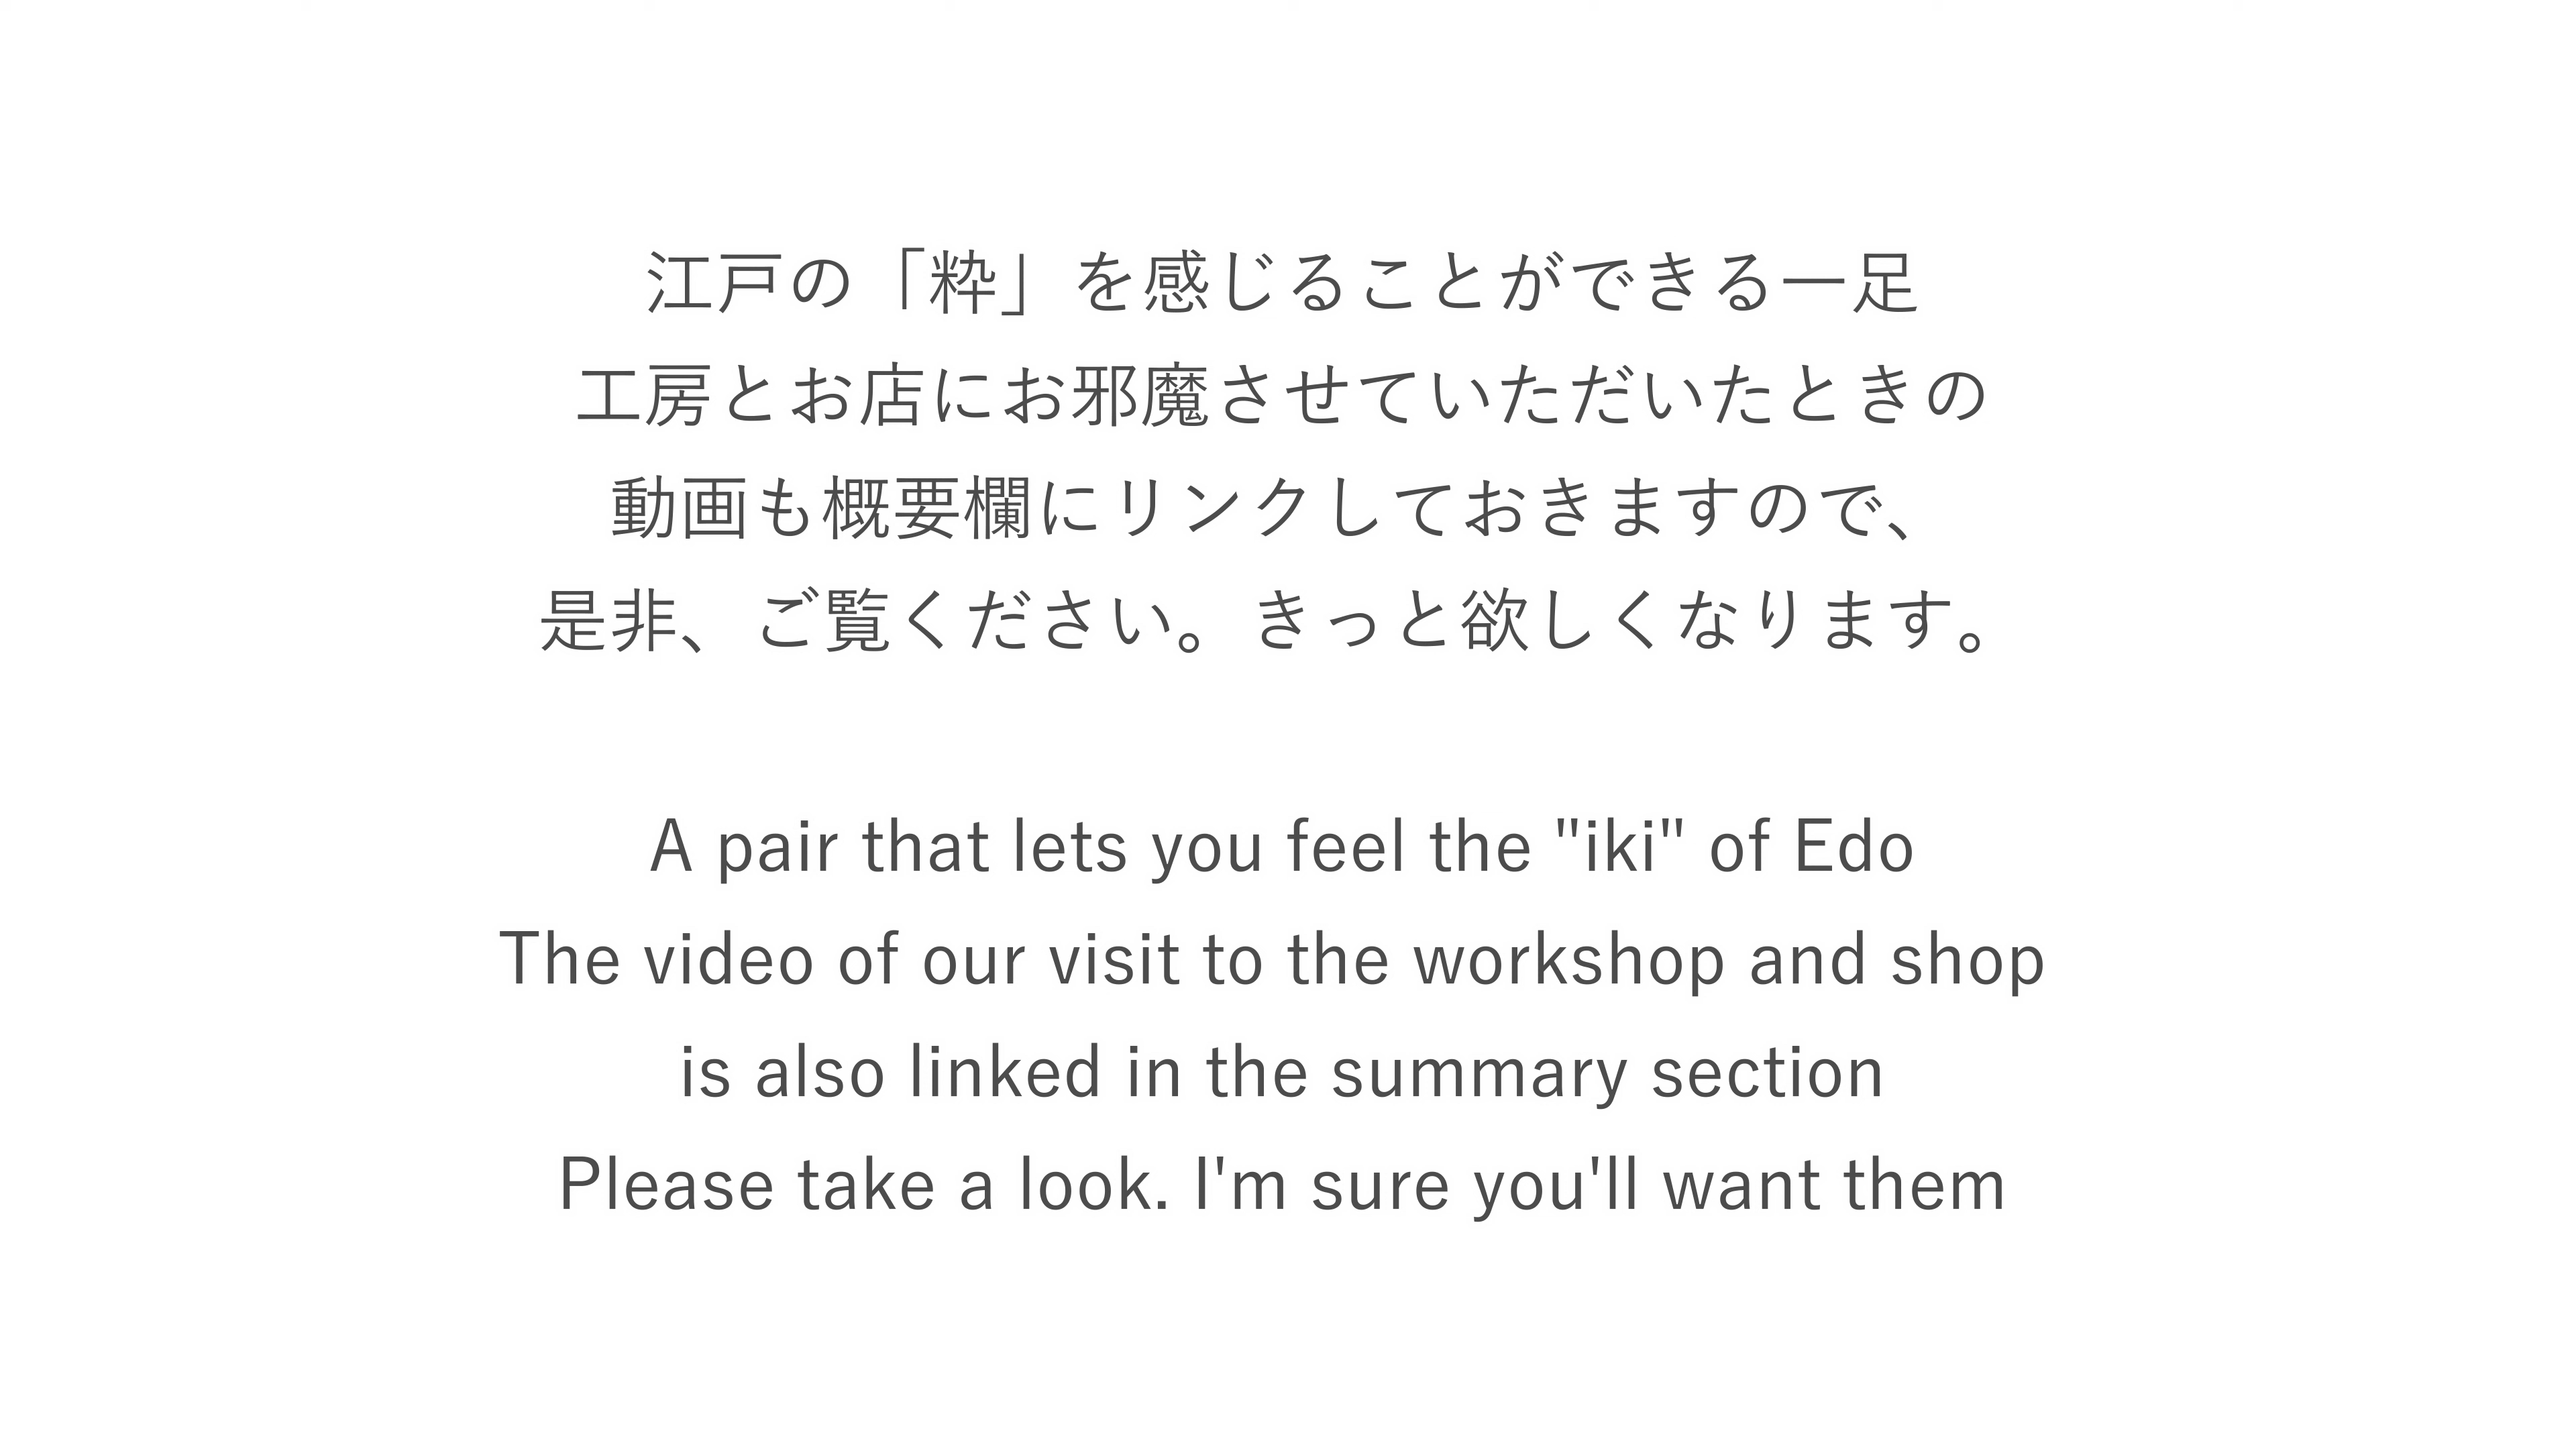 江戸の「粋」を感じることができる一足
工房とお店にお邪魔させていただいたときの
動画も概要欄にリンクしておきますので、
是非、ご覧ください。きっと欲しくなります。
A pair that lets you feel the "iki" of Edo
The video of our visit to the workshop and shop
is also linked in the summary section
Please take a look. I'm sure you'll want them